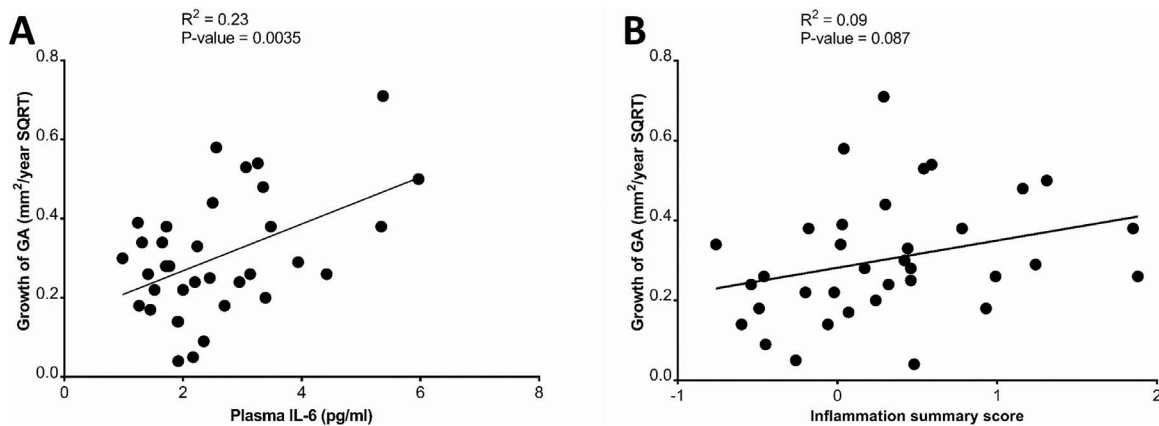 A
R² = 0.23
P-value = 0.0035
Growth of GA (mm²/year SQRT)
0.8
0.6
0.4
0.2
0.0
0
2
4
6
8
Plasma IL-6 (pg/ml)
B
R² = 0.09
P-value = 0.087
Growth of GA (mm²/year SQRT)
0.8
0.6
0.4
0.2
0.0
-1
0
1
2
Inflammation summary score